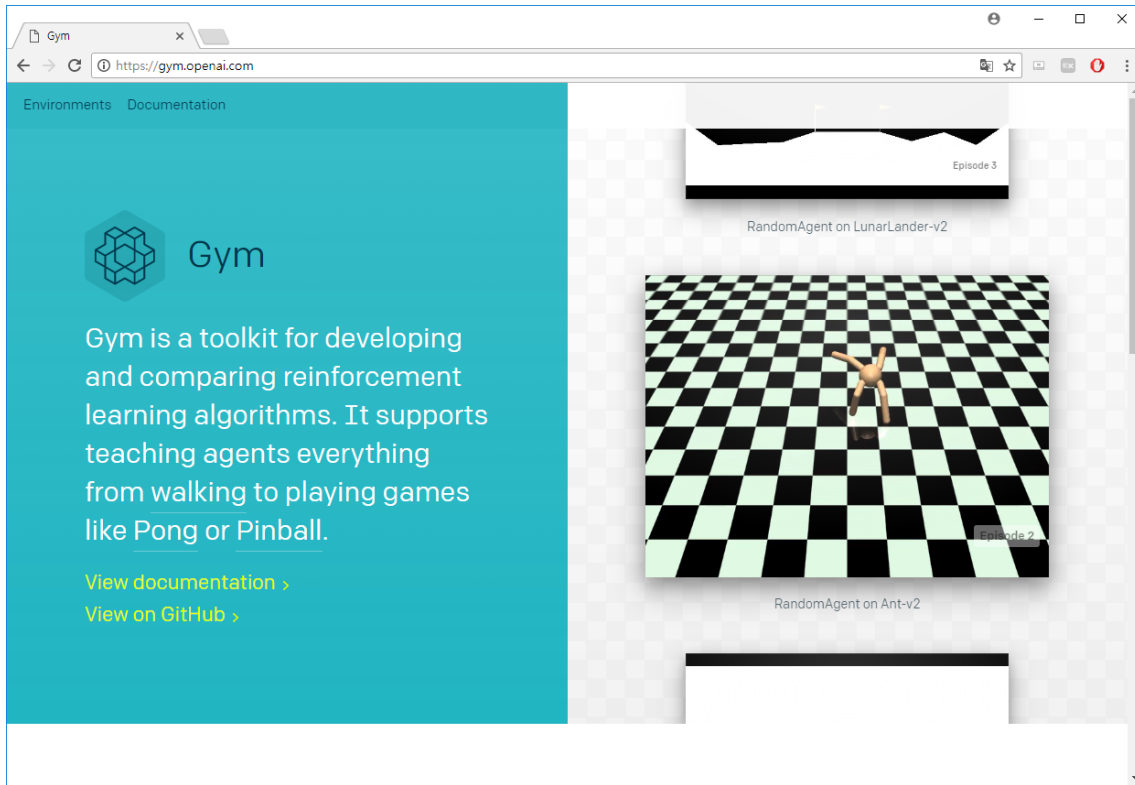 Gym
https://gym.openai.com
Environments Documentation
Gym
Gym is a toolkit for developing
and comparing reinforcement
learning algorithms. It supports
teaching agents everything
from walking to playing games
like Pong or Pinball.
View documentation >
View on GitHub >
Episode 3
RandomAgent on LunarLander-v2
Episode 2
RandomAgent on Ant-v2